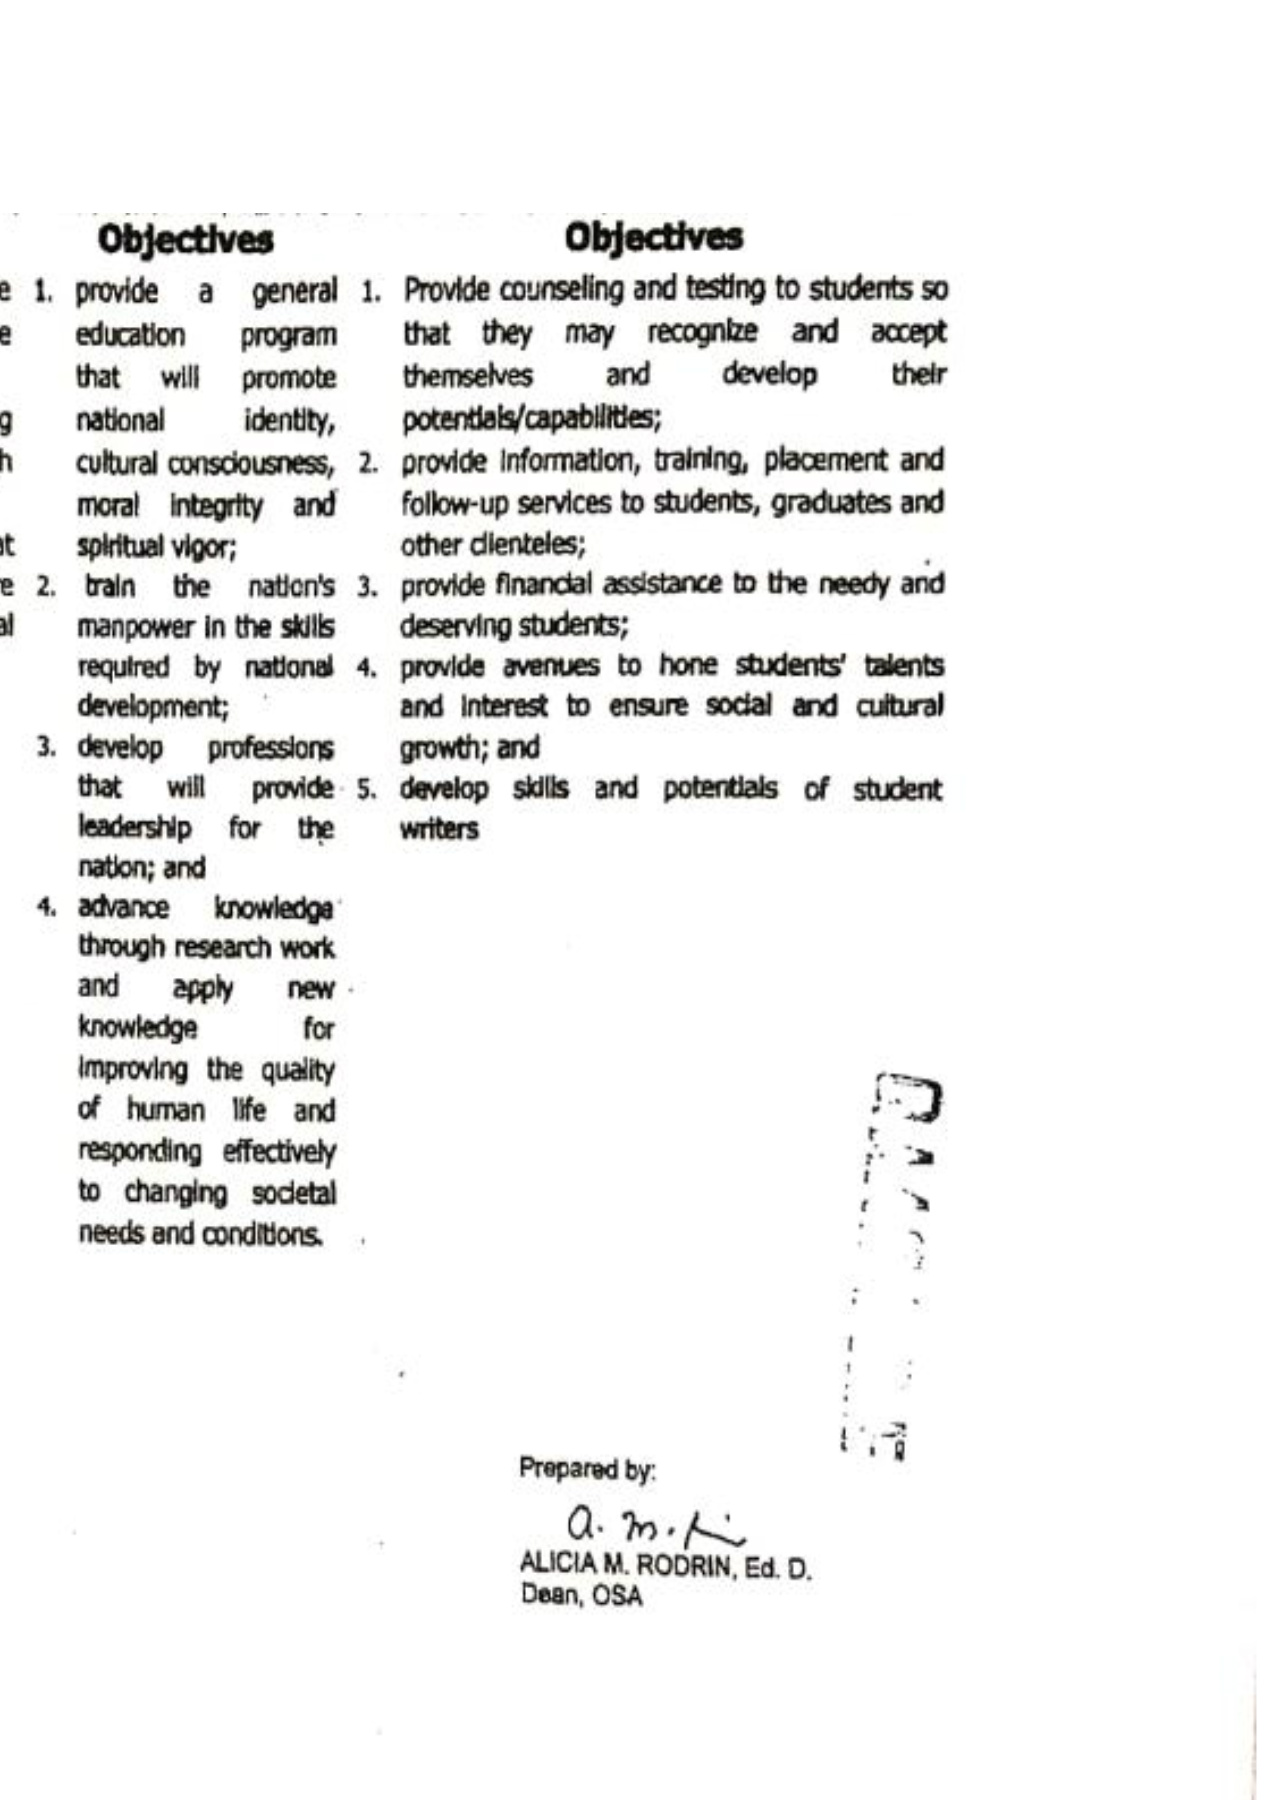 Objectives
1. provide a general
education program
that will promote
national identity,
cultural consciousness,
moral integrity and
spiritual vigor;
2. train the nation's
manpower in the skills
required by national
development;
3. develop professions
that will provide
leadership for the
nation; and
4. advance knowledge
through research work
and apply new
knowledge for
improving the quality
of human life and
responding effectively
to changing societal
needs and conditions.
Objectives
1. Provide counseling and testing to students so
that they may recognize and accept
themselves and develop their
potentials/capabilities;
2. provide information, training, placement and
follow-up services to students, graduates and
other clienteles;
3. provide financial assistance to the needy and
deserving students;
4. provide avenues to hone students' talents
and interest to ensure social and cultural
growth; and
5. develop skills and potentials of student
writers
Prepared by:
ALICIA M. RODRIN, Ed. D.
Dean, OSA